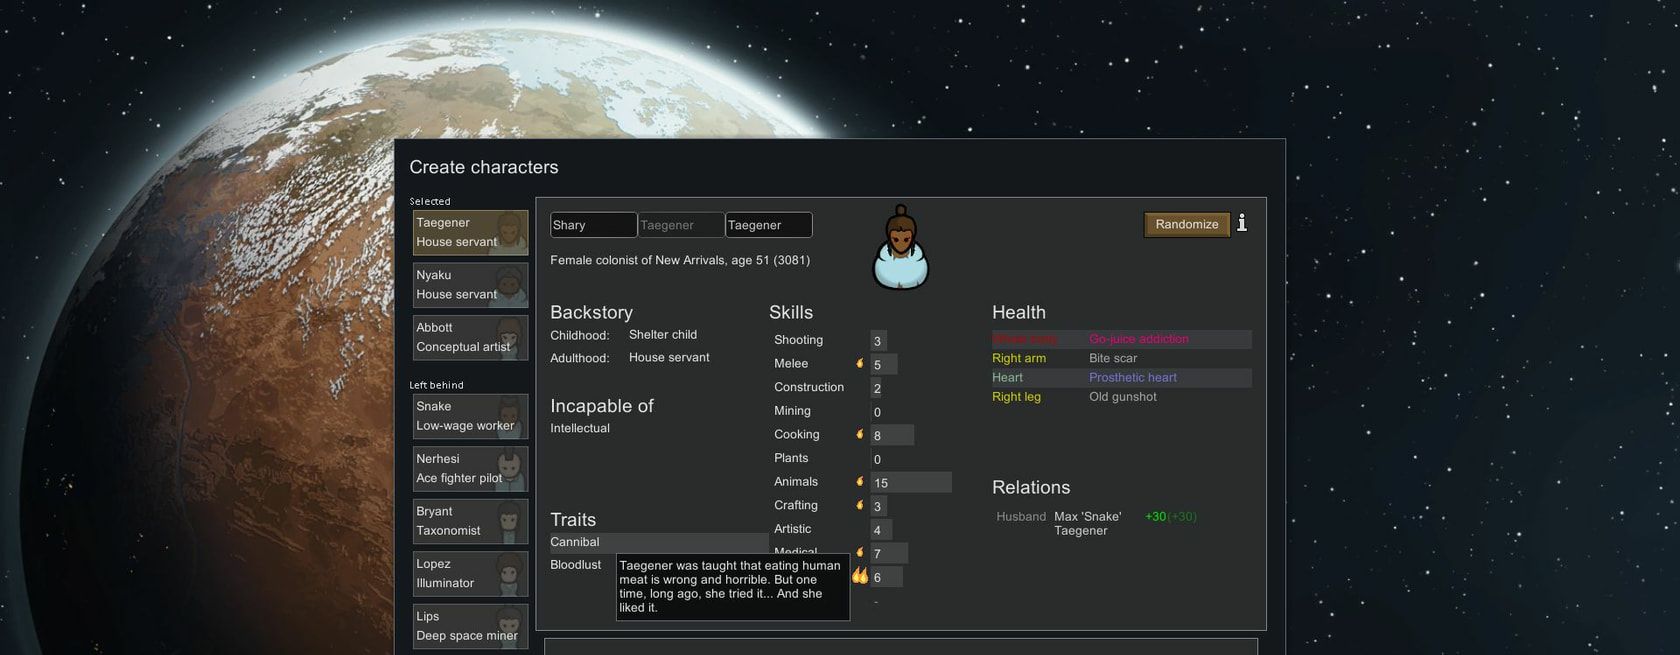 Create characters
Selected
Taegener
House servant
Nyaku
House servant
Abbott
Conceptual artist
Left behind
Snake
Low-wage worker
Nerhesi
Ace fighter pilot
Bryant
Taxonomist
Lopez
Illuminator
Lips
Deep space miner
Shary Taegener Taegener
Randomize
Female colonist of New Arrivals, age 51 (3081)
Backstory
Childhood: Shelter child
Adulthood: House servant
Incapable of
Intellectual
Traits
Cannibal
Bloodlust
Taegener was taught that eating human
meat is wrong and horrible. But one
time, long ago, she tried it... And she
liked it.
Skills
Shooting 3
Melee 5
Construction 2
Mining 0
Cooking 8
Plants 0
Animals 15
Crafting 3
Artistic 4
Medical 7
6
-
Health
Whole body Go-juice addiction
Right arm Bite scar
Heart Prosthetic heart
Right leg Old gunshot
Relations
Husband Max 'Snake' +30(+30)
Taegener